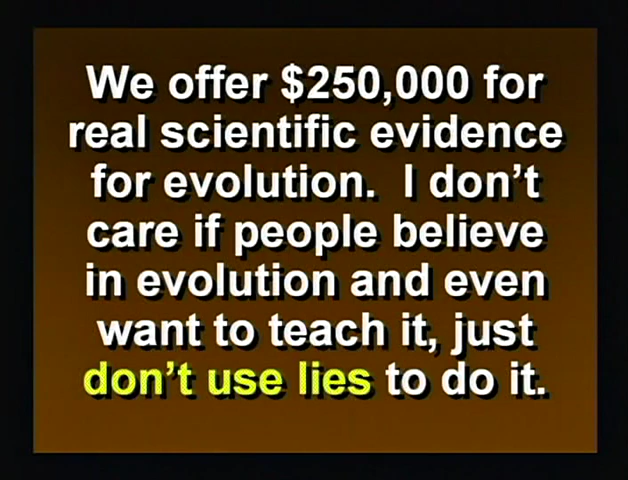 We offer $250,000 for
real scientific evidence
for evolution.  I don't
care if people believe
in evolution and even
want to teach it, just
don't use lies to do it.